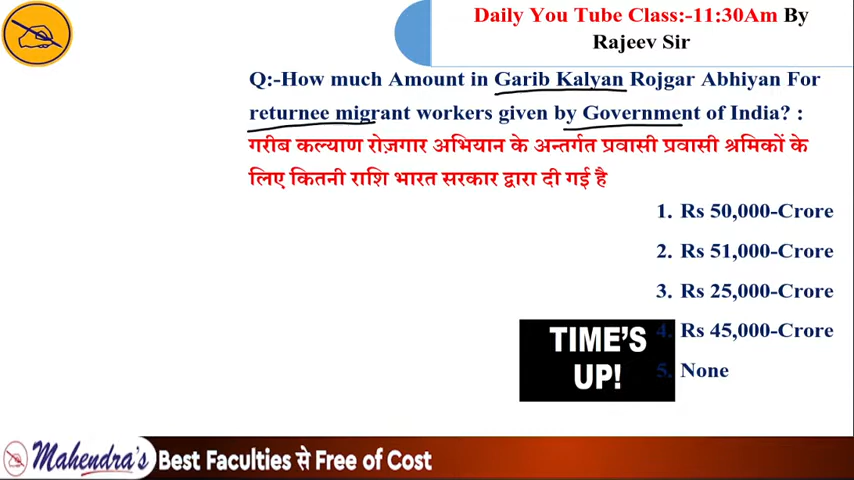 Daily You Tube Class:-11:30Am By
Rajeev Sir
Q:-How much Amount in Garib Kalyan Rojgar Abhiyan For
returnee migrant workers given by Government of India? :
गरीब कल्याण रोज़गार अभियान के अन्तर्गत प्रवासी प्रवासी श्रमिकों के
लिए कितनी राशि भारत सरकार द्वारा दी गई है
1. Rs 50,000-Crore
2. Rs 51,000-Crore
3. Rs 25,000-Crore
4. Rs 45,000-Crore
5. None
TIME'S
UP!
Mahendra's Best Faculties से Free of Cost